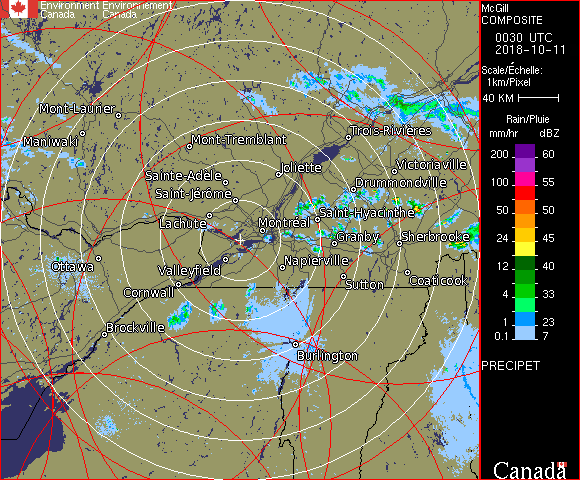 Environment Environnement
Canada Canada
McGill
COMPOSITE
0030 UTC
2018-10-11
Scale/Échelle:
1km/Pixel
40 KM
Rain/Pluie
mm/hr dBZ
200 60
100 55
50 50
24 45
12 40
4 33
2 23
0.1 7
PRECIPET
Canada
Mont-Laurier
Maniwaki
Mont-Tremblant
Trois-Rivières
Joliette
Victoriaville
Sainte-Adèle
Drummondville
Saint-Jérôme
Saint-Hyacinthe
Lachute
Montréal
Granby
Sherbrooke
Ottawa
Valleyfield
Napierville
Cornwall
Sutton
Coaticook
Brockville
Burlington